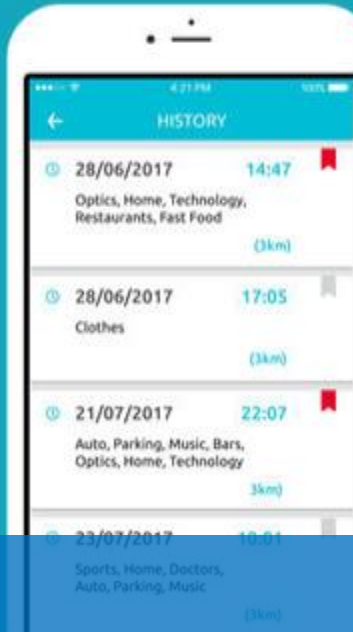 4:21 PM 100%
HISTORY
28/06/2017 14:47
Optics, Home, Technology,
Restaurants, Fast Food
(3km)
28/06/2017 17:05
Clothes
(3km)
21/07/2017 22:07
Auto, Parking, Music, Bars,
Optics, Home, Technology
3km)
23/07/2017 10:01
Sports, Home, Doctors,
Auto, Parking, Music
(3km)